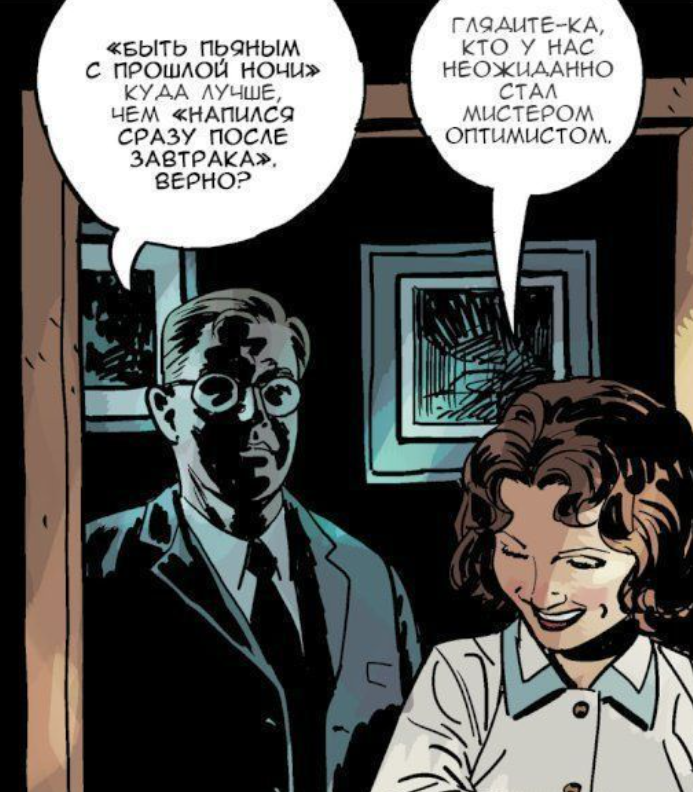 «БЫТЬ ПЬЯНЫМ
С ПРОШЛОЙ НОЧИ»
КУДА ЛУЧШЕ,
ЧЕМ «НАПИЛСЯ
СРАЗУ ПОСЛЕ
ЗАВТРАКА».
ВЕРНО?
ГЛЯДИТЕ-КА,
КТО У НАС
НЕОЖИДАННО
СТАЛ
МИСТЕРОМ
ОПТИМИСТОМ.